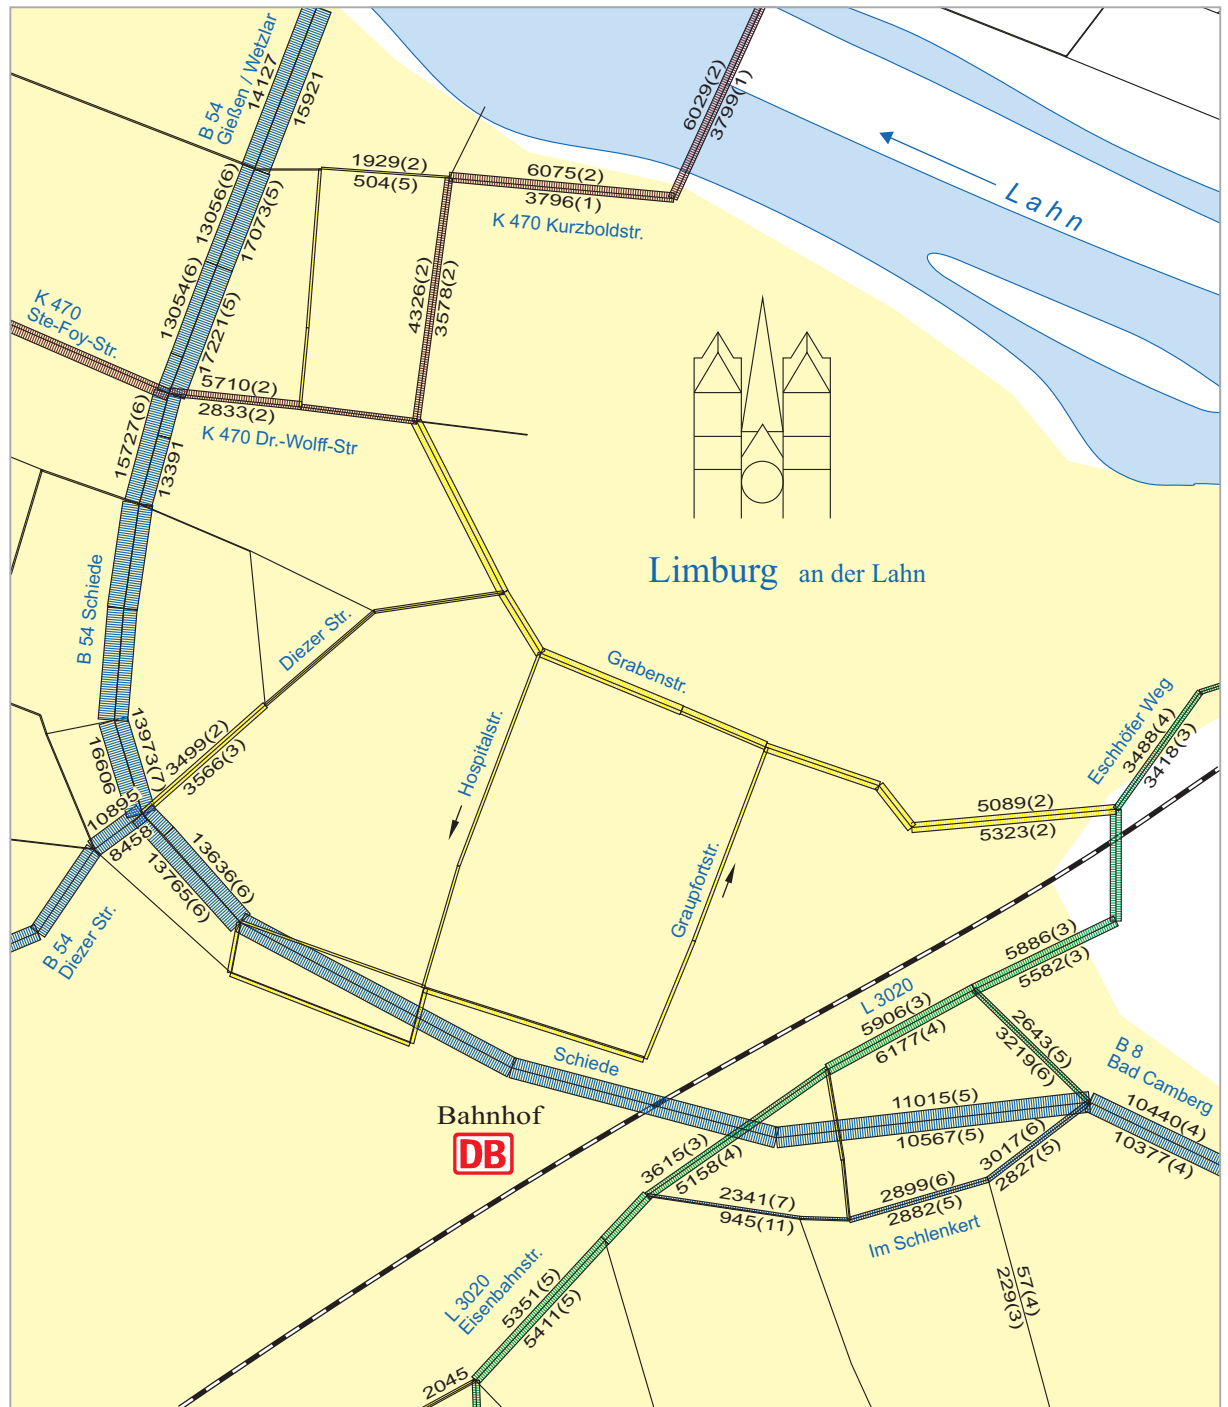 B 54
Gießen / Wetzlar
14127
15921
6029(2)
3799(1)
1929(2)
504(5)
6075(2)
3796(1)
K 470 Kurzboldstr.
Lahn
13056(6)
17073(5)
13054(6)
17221(5)
4326(2)
3578(2)
K 470
Ste-Foy-Str.
5710(2)
2833(2)
K 470 Dr.-Wolff-Str
15727(6)
13391
Limburg an der Lahn
B 54 Schiede
Diezer Str.
Grabenstr.
Hospitalstr.
Eschhöfer Weg
3488(4)
3418(3)
13973(7)
16606
3499(2)
3566(3)
10895
8458
5089(2)
5323(2)
13636(6)
13765(6)
Graupfortstr.
B 54
Diezer Str.
5886(3)
5582(3)
L 3020
5906(3)
6177(4)
2643(5)
3219(6)
B 8
Bad Camberg
Schiede
Bahnhof
DB
11015(5)
10567(5)
10440(4)
10377(4)
3615(3)
5158(4)
3017(6)
2827(5)
2341(7)
945(11)
2899(6)
2882(5)
Im Schlenkert
L 3020
Eisenbahnstr.
5351(5)
5411(5)
57(4)
229(3)
2045